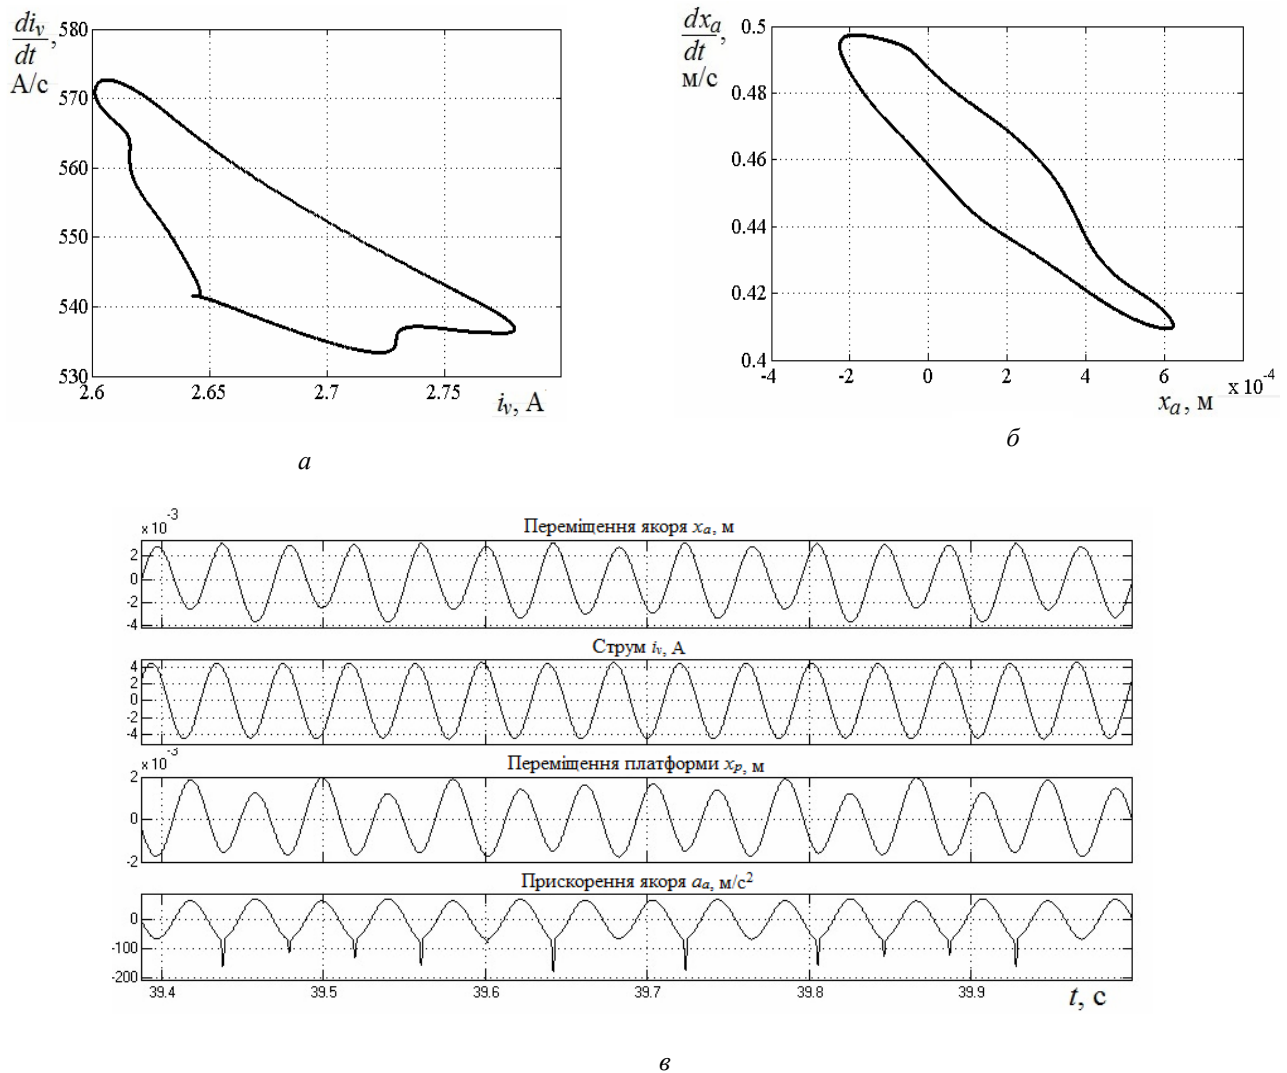 di_v/dt, А/с
580
570
560
550
540
530
2.6 2.65 2.7 2.75
i_v, А
а
dx_a/dt, м/с
0.5
0.48
0.46
0.44
0.42
0.4
-4 -2 0 2 4 6 x 10^-4
x_a, м
б
x 10^-3
Переміщення якоря x_a, м
2
0
-2
-4
Струм i_v, А
4
2
0
-2
-4
x 10^-3
Переміщення платформи x_p, м
2
0
-2
Прискорення якоря a_a, м/с^2
0
-100
-200
39.4 39.5 39.6 39.7 39.8 39.9
t, с
в